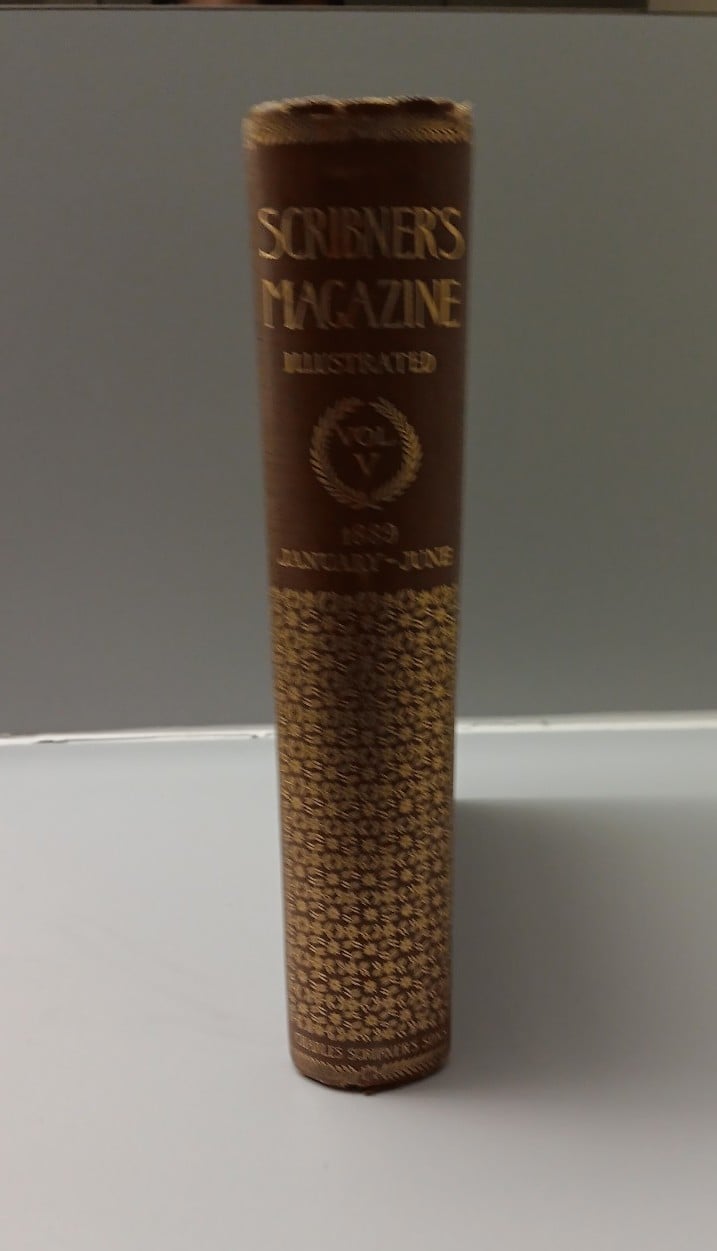 SCRIBNER'S
MAGAZINE
ILLUSTRATED
VOL.
V
1889
JANUARY-JUNE
CHARLES SCRIBNER'S SONS